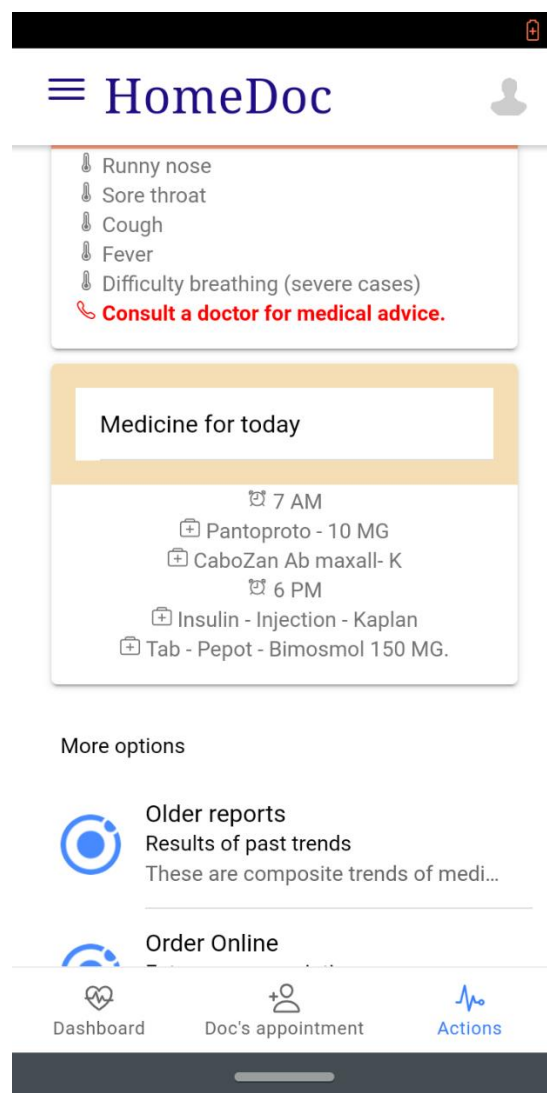 HomeDoc
Runny nose
Sore throat
Cough
Fever
Difficulty breathing (severe cases)
Consult a doctor for medical advice.
Medicine for today
7 AM
Pantoproto - 10 MG
CaboZan Ab maxall- K
6 PM
Insulin - Injection - Kaplan
Tab - Pepot - Bimosmol 150 MG.
More options
Older reports
Results of past trends
These are composite trends of medi...
Order Online
Dashboard
Doc's appointment
Actions